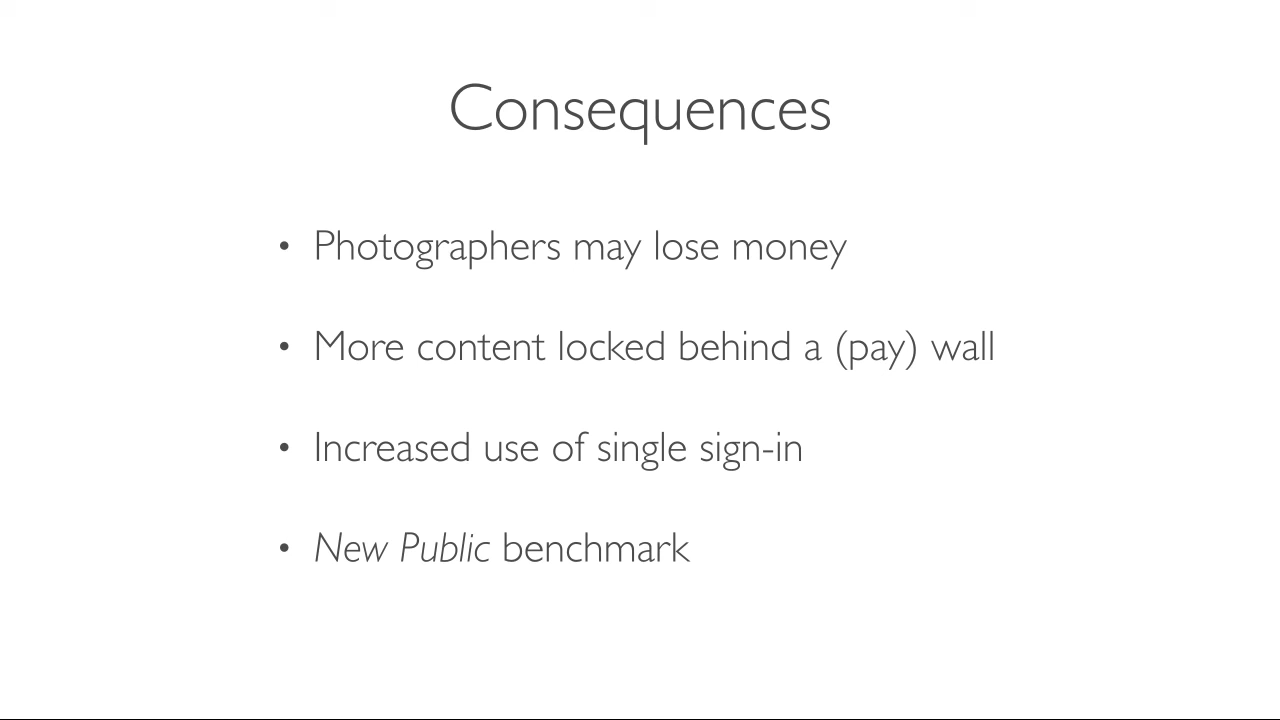 Consequences
• Photographers may lose money
• More content locked behind a (pay) wall
• Increased use of single sign-in
• New Public benchmark